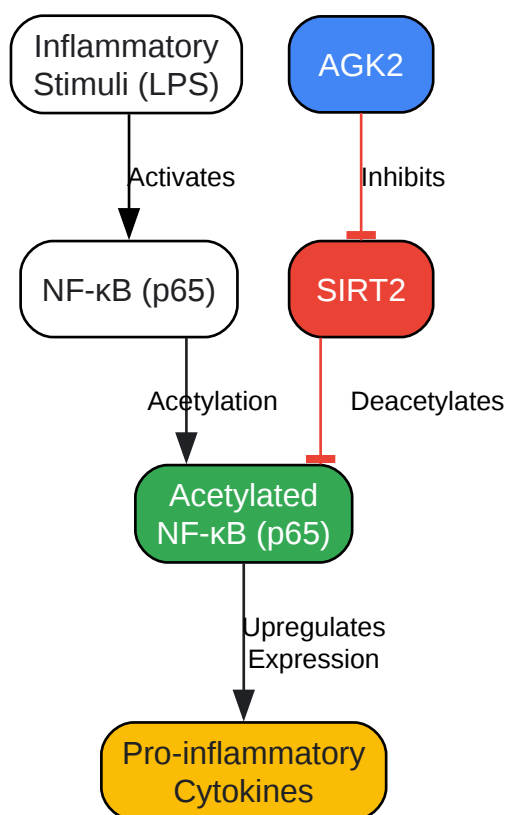 Inflammatory
Stimuli (LPS)
AGK2
Activates
Inhibits
NF-κB (p65)
SIRT2
Acetylation
Deacetylates
Acetylated
NF-κB (p65)
Upregulates
Expression
Pro-inflammatory
Cytokines